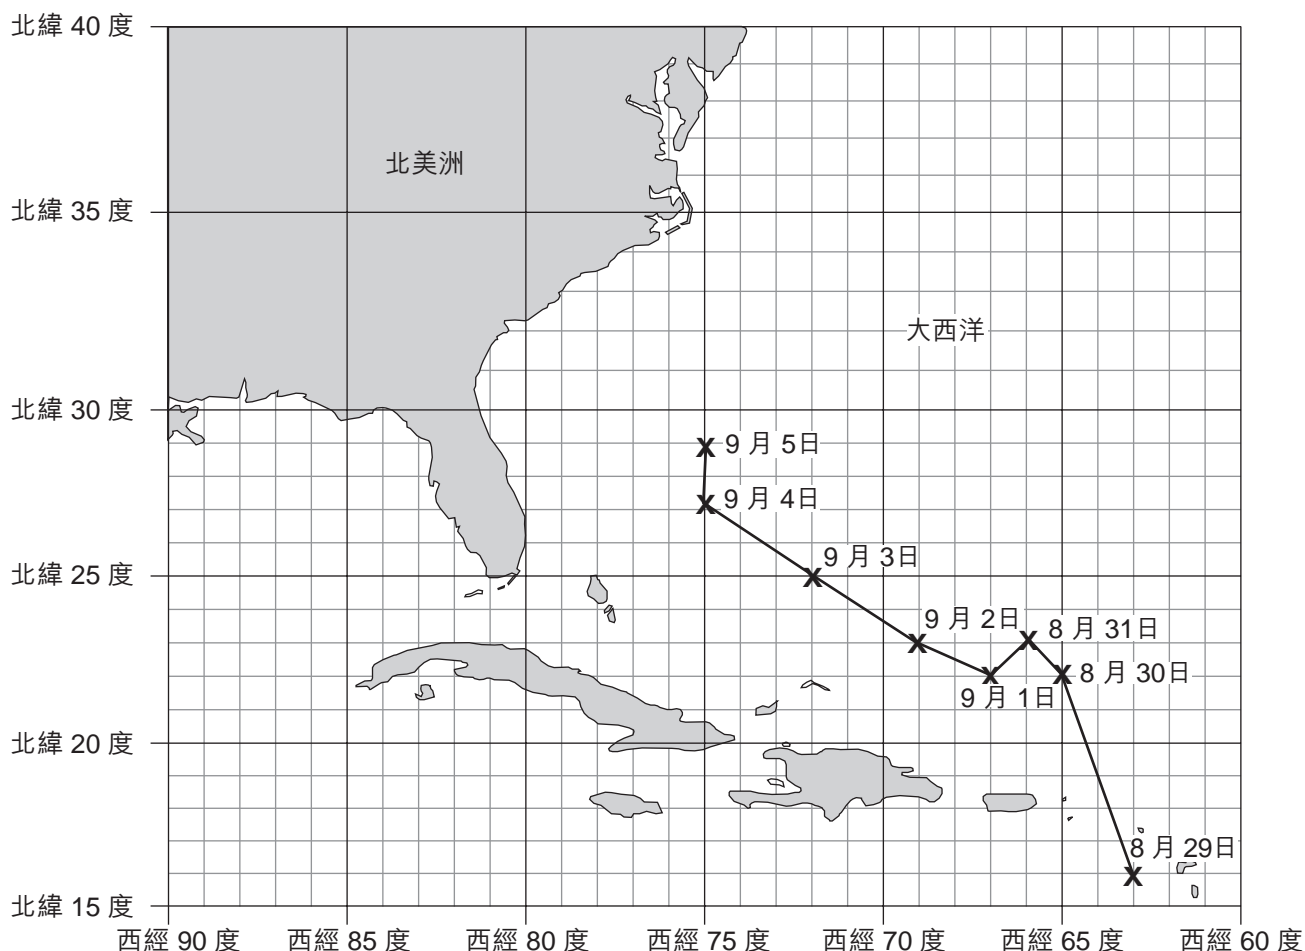 北緯 40 度
北美洲
北緯 35 度
大西洋
北緯 30 度
9 月 5日
9 月 4日
9 月 3日
北緯 25 度
9 月 2日
8 月 31日
8 月 30日
9 月 1日
北緯 20 度
8 月 29日
北緯 15 度
西經 90 度 西經 85 度 西經 80 度 西經 75 度 西經 70 度 西經 65 度 西經 60 度